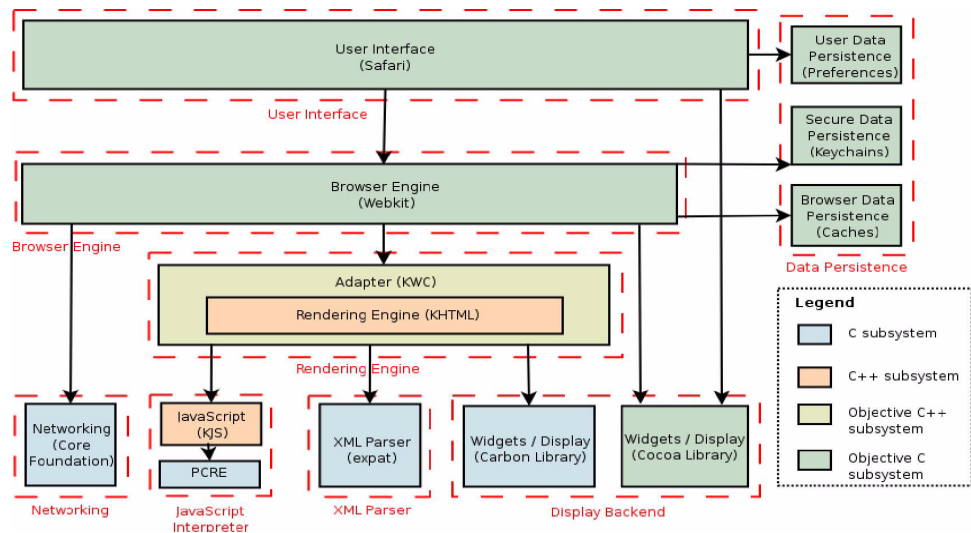 User Interface
(Safari)
User Data
Persistence
(Preferences)
User Interface
Secure Data
Persistence
(Keychains)
Browser Engine
(Webkit)
Browser Data
Persistence
(Caches)
Browser Engine
Data Persistence
Adapter (KWC)
Rendering Engine (KHTML)
Rendering Engine
Legend
C subsystem
C++ subsystem
Objective C++
subsystem
Objective C
subsystem
Networking
(Core
Foundation)
JavaScript
(KJS)
PCRE
XML Parser
(expat)
Widgets / Display
(Carbon Library)
Widgets / Display
(Cocoa Library)
Networking
JavaScript
Interpreter
XML Parser
Display Backend